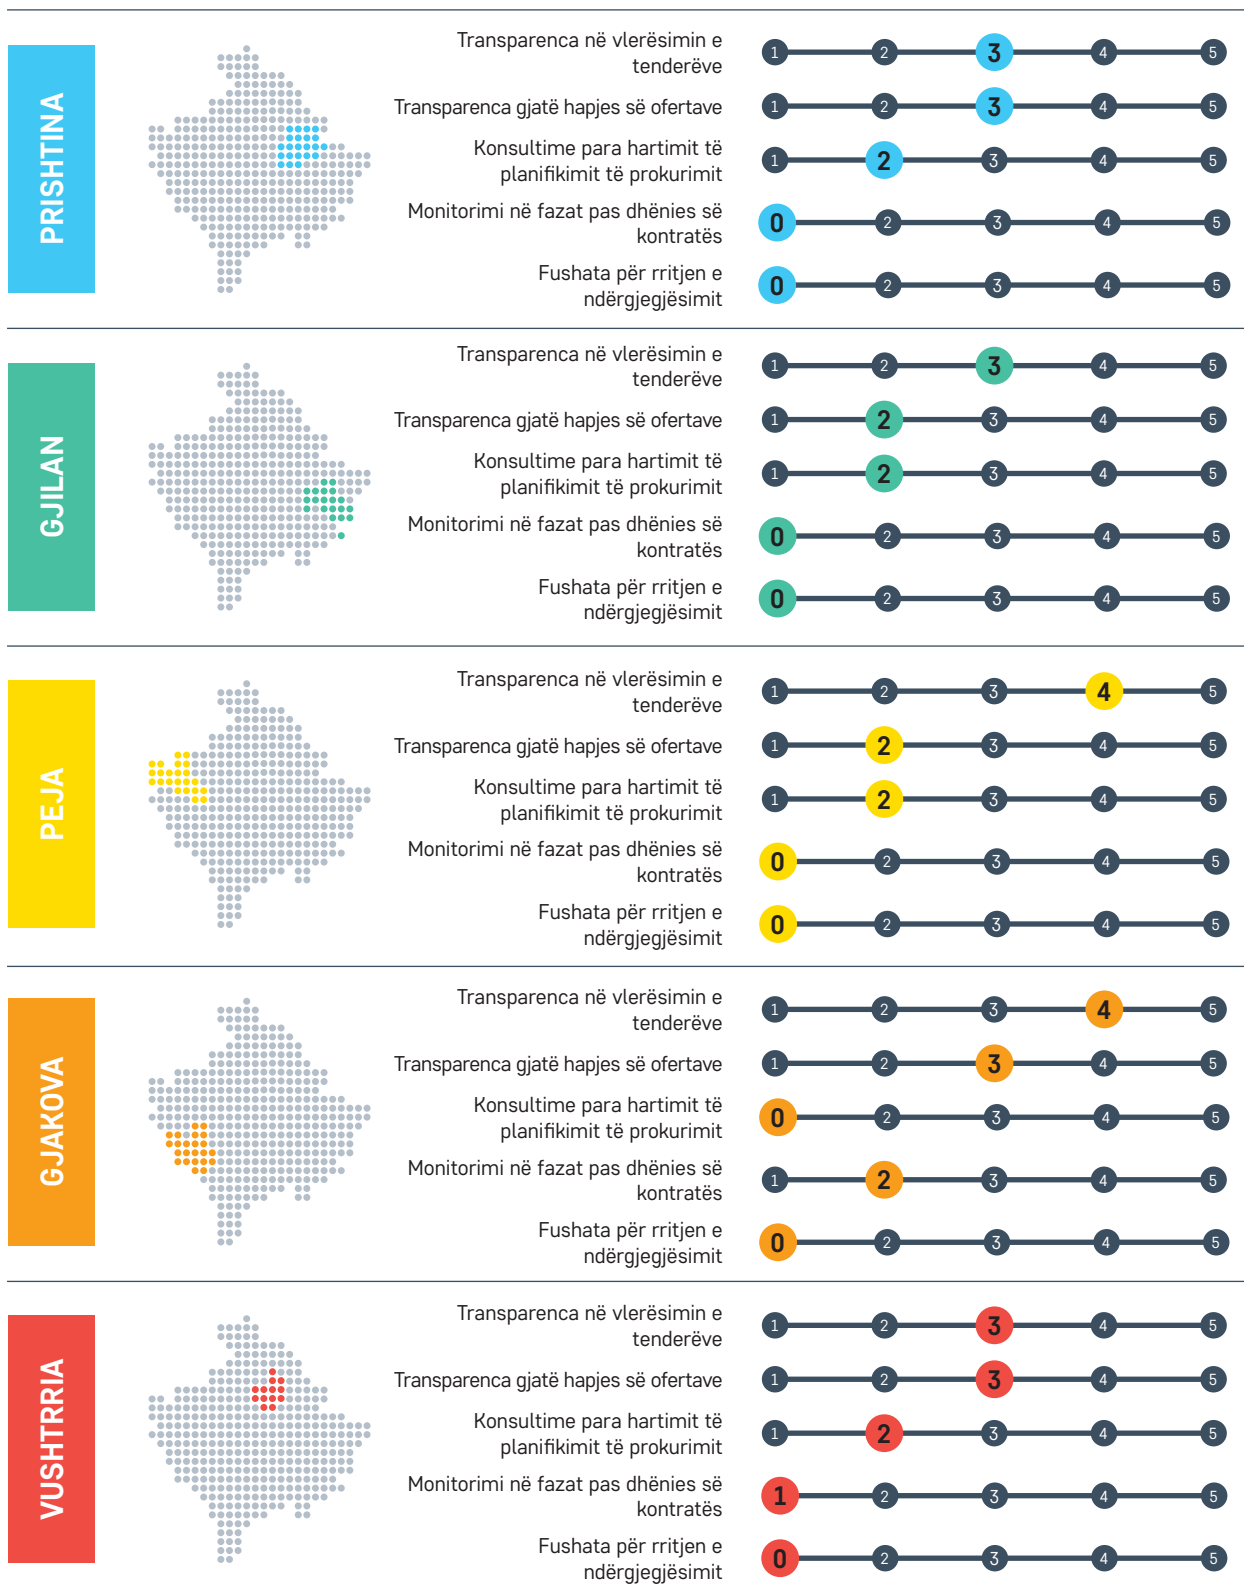 PRISHTINA
Transparenca në vlerësimin e
tenderëve
1 2 3 4 5
Transparenca gjatë hapjes së ofertave
1 2 3 4 5
Konsultime para hartimit të
planifikimit të prokurimit
1 2 3 4 5
Monitorimi në fazat pas dhënies së
kontratës
0 2 3 4 5
Fushata për rritjen e
ndërgjegjësimit
0 2 3 4 5
GJILAN
Transparenca në vlerësimin e
tenderëve
1 2 3 4 5
Transparenca gjatë hapjes së ofertave
1 2 3 4 5
Konsultime para hartimit të
planifikimit të prokurimit
1 2 3 4 5
Monitorimi në fazat pas dhënies së
kontratës
0 2 3 4 5
Fushata për rritjen e
ndërgjegjësimit
0 2 3 4 5
PEJA
Transparenca në vlerësimin e
tenderëve
1 2 3 4 5
Transparenca gjatë hapjes së ofertave
1 2 3 4 5
Konsultime para hartimit të
planifikimit të prokurimit
1 2 3 4 5
Monitorimi në fazat pas dhënies së
kontratës
0 2 3 4 5
Fushata për rritjen e
ndërgjegjësimit
0 2 3 4 5
GJAKOVA
Transparenca në vlerësimin e
tenderëve
1 2 3 4 5
Transparenca gjatë hapjes së ofertave
1 2 3 4 5
Konsultime para hartimit të
planifikimit të prokurimit
0 2 3 4 5
Monitorimi në fazat pas dhënies së
kontratës
1 2 3 4 5
Fushata për rritjen e
ndërgjegjësimit
0 2 3 4 5
VUSHTRRIA
Transparenca në vlerësimin e
tenderëve
1 2 3 4 5
Transparenca gjatë hapjes së ofertave
1 2 3 4 5
Konsultime para hartimit të
planifikimit të prokurimit
1 2 3 4 5
Monitorimi në fazat pas dhënies së
kontratës
1 2 3 4 5
Fushata për rritjen e
ndërgjegjësimit
0 2 3 4 5